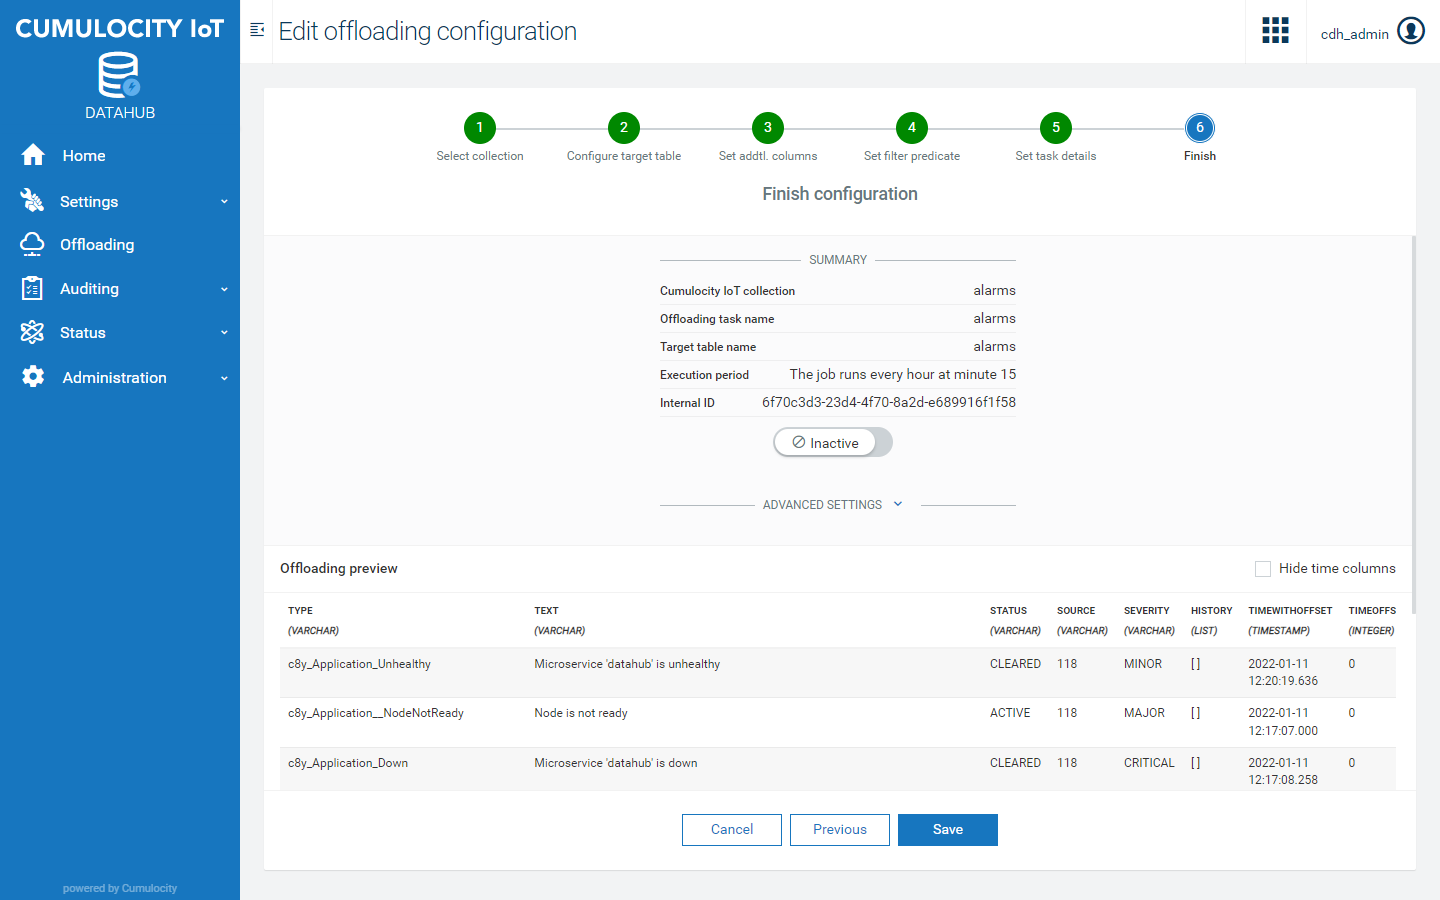 CUMULOCITY IoT
DATAHUB
Home
Settings
Offloading
Auditing
Status
Administration
powered by Cumulocity
Edit offloading configuration
cdh_admin
1
2
3
4
5
6
Select collection
Configure target table
Set addtl. columns
Set filter predicate
Set task details
Finish
Finish configuration
SUMMARY
Cumulocity IoT collection alarms
Offloading task name alarms
Target table name alarms
Execution period The job runs every hour at minute 15
Internal ID 6f70c3d3-23d4-4f70-8a2d-e689916f1f58
Inactive
ADVANCED SETTINGS
Offloading preview
Hide time columns
TYPE TEXT STATUS SOURCE SEVERITY HISTORY TIMEWITHOFFSET TIMEOFFS
(VARCHAR) (VARCHAR) (VARCHAR) (VARCHAR) (VARCHAR) (LIST) (TIMESTAMP) (INTEGER)
c8y_Application_Unhealthy Microservice 'datahub' is unhealthy CLEARED 118 MINOR [ ] 2022-01-11 0
12:20:19.636
c8y_Application__NodeNotReady Node is not ready ACTIVE 118 MAJOR [ ] 2022-01-11 0
12:17:07.000
c8y_Application_Down Microservice 'datahub' is down CLEARED 118 CRITICAL [ ] 2022-01-11 0
12:17:08.258
Cancel
Previous
Save